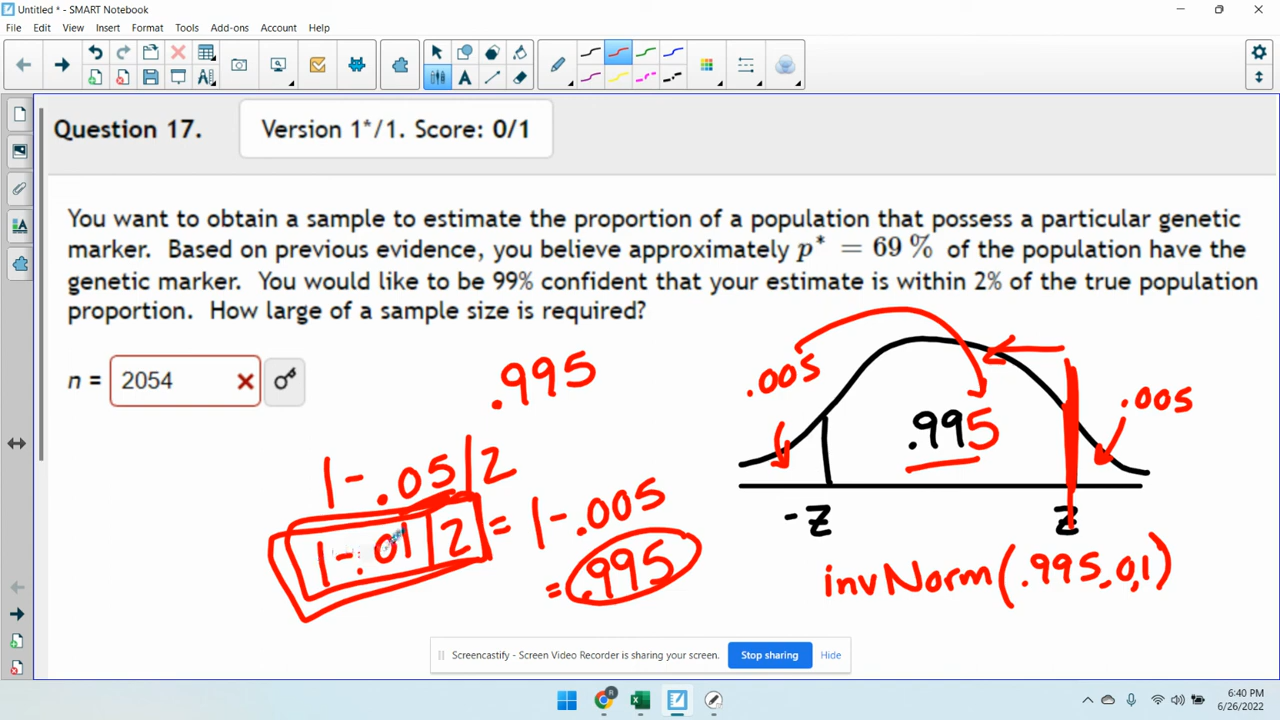 Untitled * - SMART Notebook
File Edit View Insert Format Tools Add-ons Account Help
Question 17.
Version 1*/1. Score: 0/1
You want to obtain a sample to estimate the proportion of a population that possess a particular genetic
marker. Based on previous evidence, you believe approximately p* = 69 % of the population have the
genetic marker. You would like to be 99% confident that your estimate is within 2% of the true population
proportion. How large of a sample size is required?
n = 2054
.995
.005
.005
.995
1-.05/2
1-.01/2 = 1-.005
= .995
-Z
Z
invNorm(.995,0,1)
Screencastify - Screen Video Recorder is sharing your screen.
Stop sharing
Hide
6:40 PM
6/26/2022